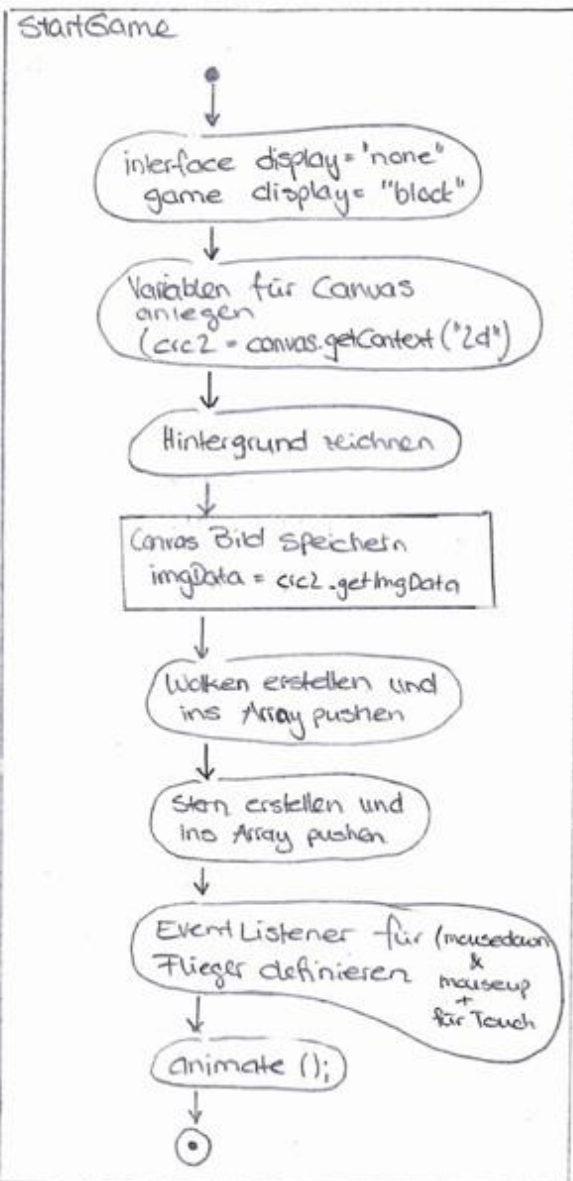 StartGame
interface display="none"
game display="block"
Variablen für Canvas
anlegen
(crc2 = canvas.getContext("2d")
Hintergrund zeichnen
Canvas Bild speichern
imgData = crc2.getImgData
Wolken erstellen und
ins Array pushen
Stern erstellen und
ins Array pushen
EventListener für (mousedown
Flieger definieren &
mouseup
+
für Touch
animate ();